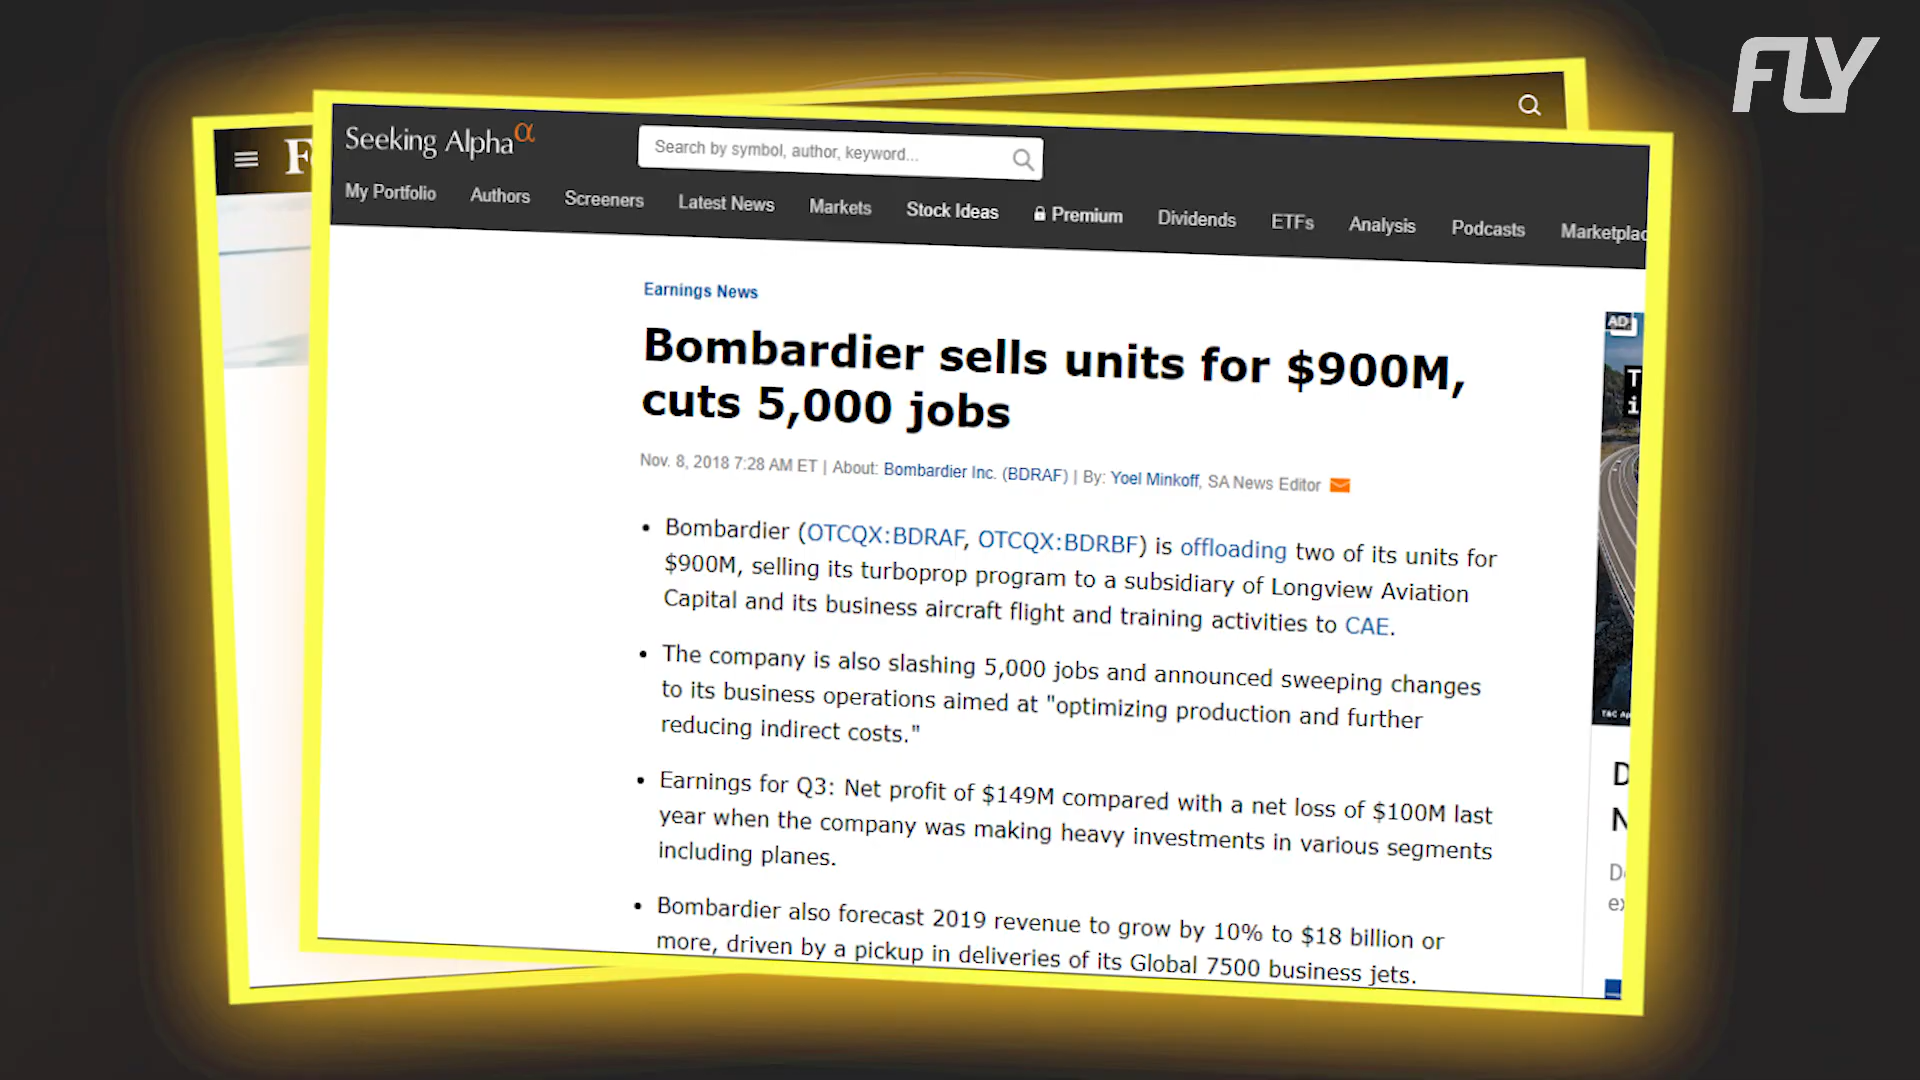 FLY
Seeking Alphaα
Search by symbol, author, keyword...
My Portfolio Authors Screeners Latest News Markets Stock Ideas Premium Dividends ETFs Analysis Podcasts Marketplac
Earnings News
Bombardier sells units for $900M,
cuts 5,000 jobs
Nov. 8, 2018 7:28 AM ET | About: Bombardier Inc. (BDRAF) | By: Yoel Minkoff, SA News Editor
• Bombardier (OTCQX:BDRAF, OTCQX:BDRBF) is offloading two of its units for
$900M, selling its turboprop program to a subsidiary of Longview Aviation
Capital and its business aircraft flight and training activities to CAE.
• The company is also slashing 5,000 jobs and announced sweeping changes
to its business operations aimed at "optimizing production and further
reducing indirect costs."
• Earnings for Q3: Net profit of $149M compared with a net loss of $100M last
year when the company was making heavy investments in various segments
including planes.
• Bombardier also forecast 2019 revenue to grow by 10% to $18 billion or
more, driven by a pickup in deliveries of its Global 7500 business jets.
AD